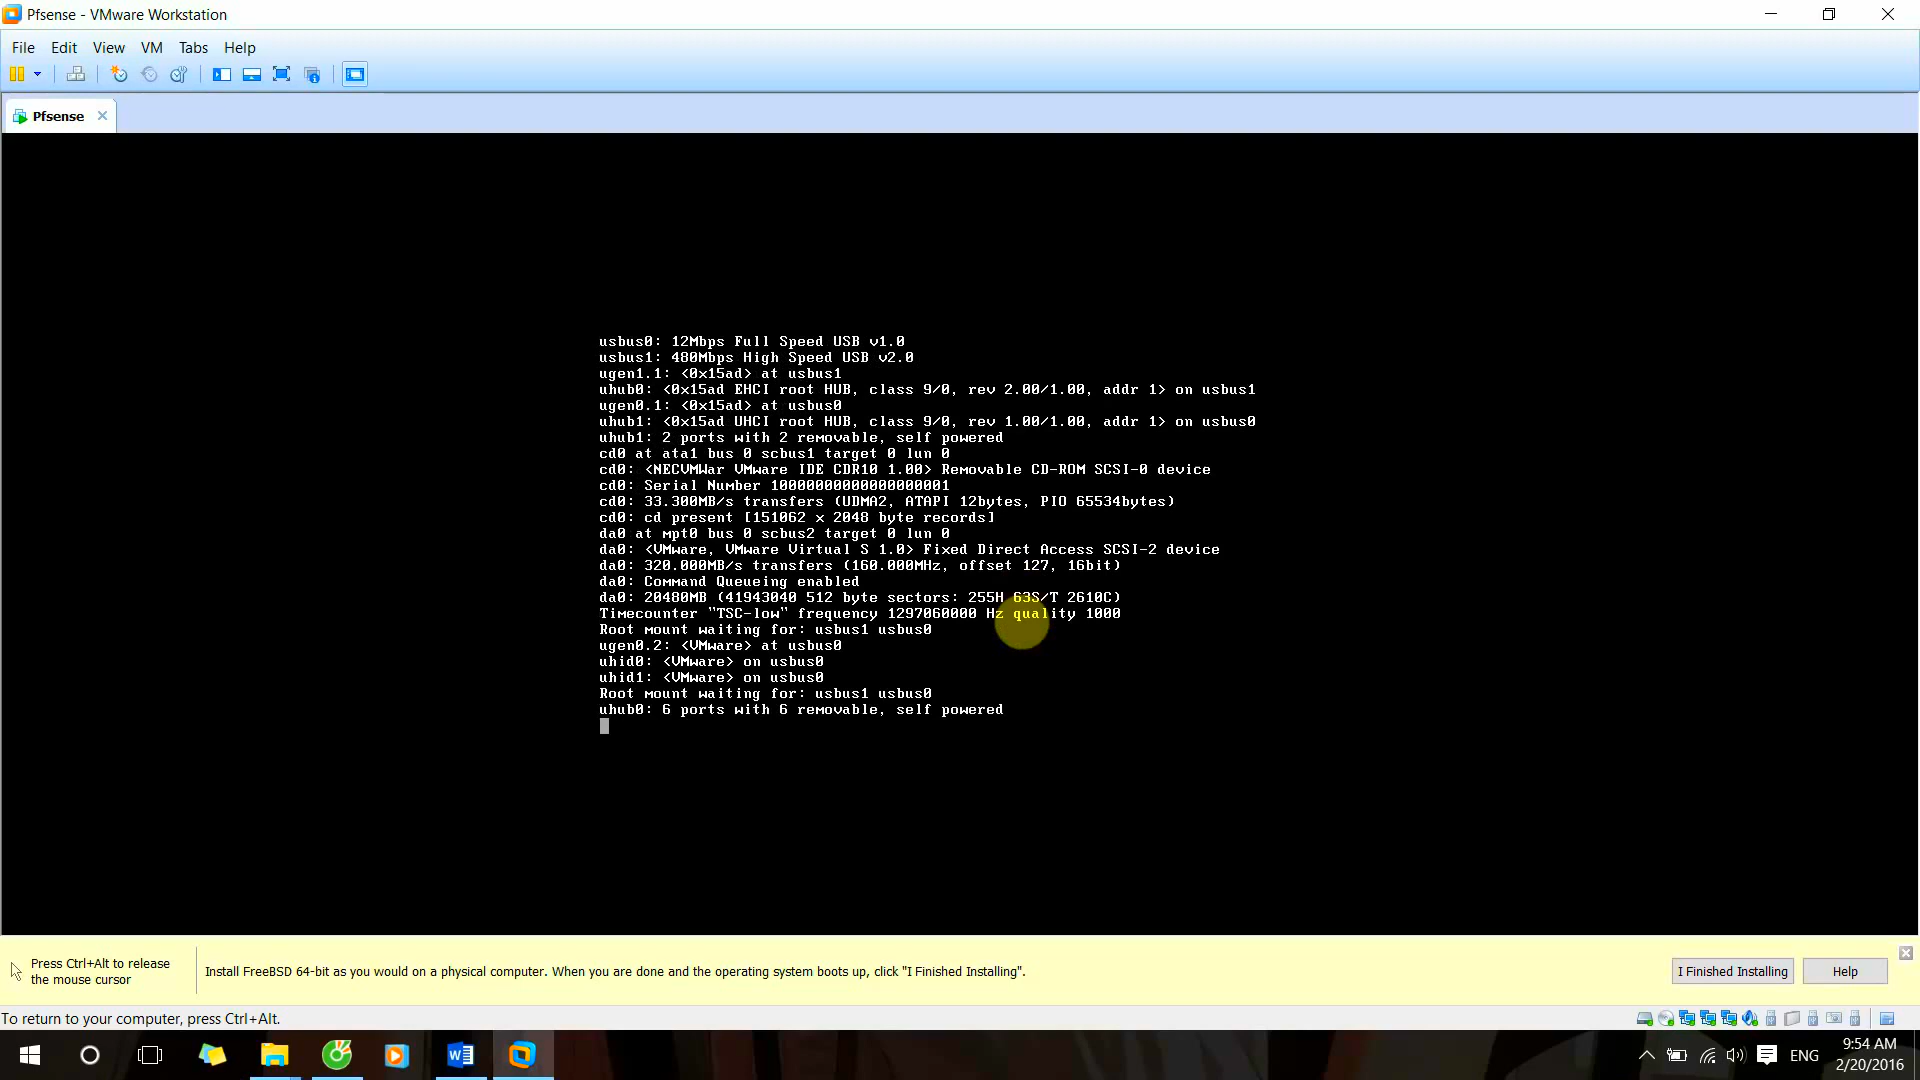 Pfsense - VMware Workstation
File Edit View VM Tabs Help
Pfsense
usbus0: 12Mbps Full Speed USB v1.0
usbus1: 480Mbps High Speed USB v2.0
ugen1.1: <0x15ad> at usbus1
uhub0: <0x15ad EHCI root HUB, class 9/0, rev 2.00/1.00, addr 1> on usbus1
ugen0.1: <0x15ad> at usbus0
uhub1: <0x15ad UHCI root HUB, class 9/0, rev 1.00/1.00, addr 1> on usbus0
uhub1: 2 ports with 2 removable, self powered
cd0 at ata1 bus 0 scbus1 target 0 lun 0
cd0: <NECVMWar VMware IDE CDR10 1.00> Removable CD-ROM SCSI-0 device
cd0: Serial Number 10000000000000000001
cd0: 33.300MB/s transfers (UDMA2, ATAPI 12bytes, PIO 65534bytes)
cd0: cd present [151062 x 2048 byte records]
da0 at mpt0 bus 0 scbus2 target 0 lun 0
da0: <VMware, VMware Virtual S 1.0> Fixed Direct Access SCSI-2 device
da0: 320.000MB/s transfers (160.000MHz, offset 127, 16bit)
da0: Command Queueing enabled
da0: 20480MB (41943040 512 byte sectors: 255H 63S/T 2610C)
Timecounter "TSC-low" frequency 1297060000 Hz quality 1000
Root mount waiting for: usbus1 usbus0
ugen0.2: <VMware> at usbus0
uhid0: <VMware> on usbus0
uhid1: <VMware> on usbus0
Root mount waiting for: usbus1 usbus0
uhub0: 6 ports with 6 removable, self powered
Press Ctrl+Alt to release
the mouse cursor
Install FreeBSD 64-bit as you would on a physical computer. When you are done and the operating system boots up, click "I Finished Installing".
I Finished Installing
Help
To return to your computer, press Ctrl+Alt.
ENG
9:54 AM
2/20/2016